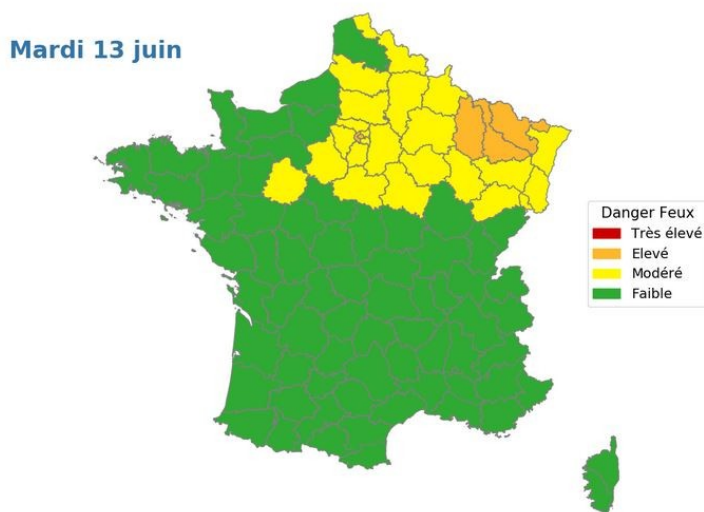 Mardi 13 juin
Danger Feux
Très élevé
Elevé
Modéré
Faible